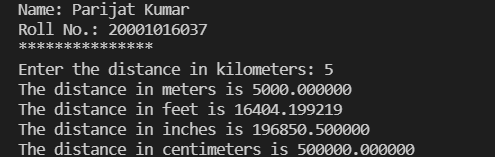 Name: Parijat Kumar
Roll No.: 20001016037
***************
Enter the distance in kilometers: 5
The distance in meters is 5000.000000
The distance in feet is 16404.199219
The distance in inches is 196850.500000
The distance in centimeters is 500000.000000